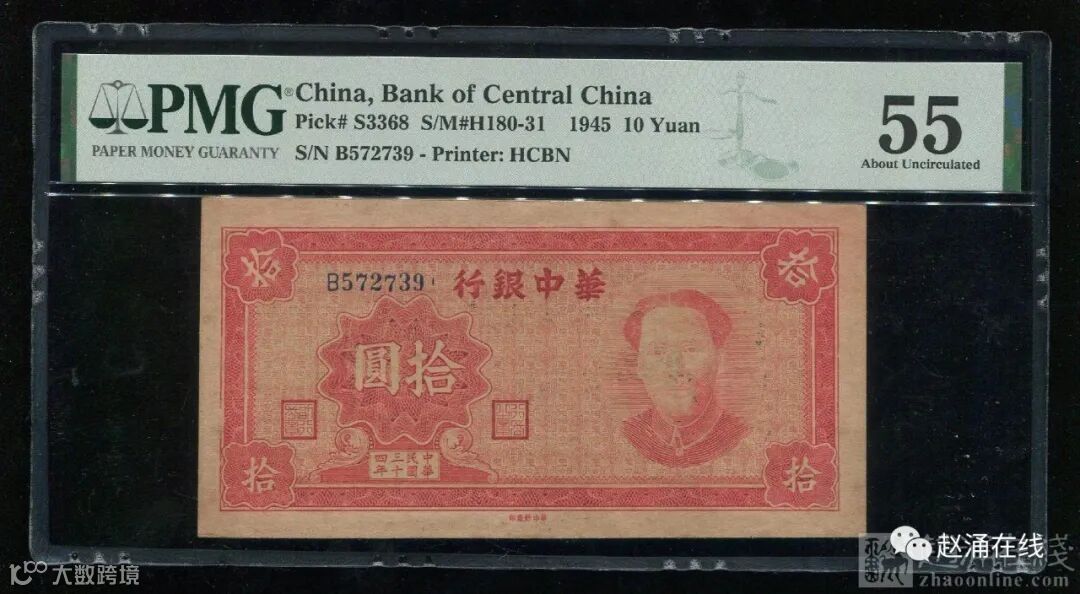 PMG®
PAPER MONEY GUARANTY
China, Bank of Central China
Pick# S3368 S/M#H180-31 1945 10 Yuan
S/N B572739 - Printer: HCBN
55
About Uncirculated
B572739
行銀中華
圓拾
中華
民國
三十
四年
拾
拾
大数跨境
赵涌在线
zhaoonline.com